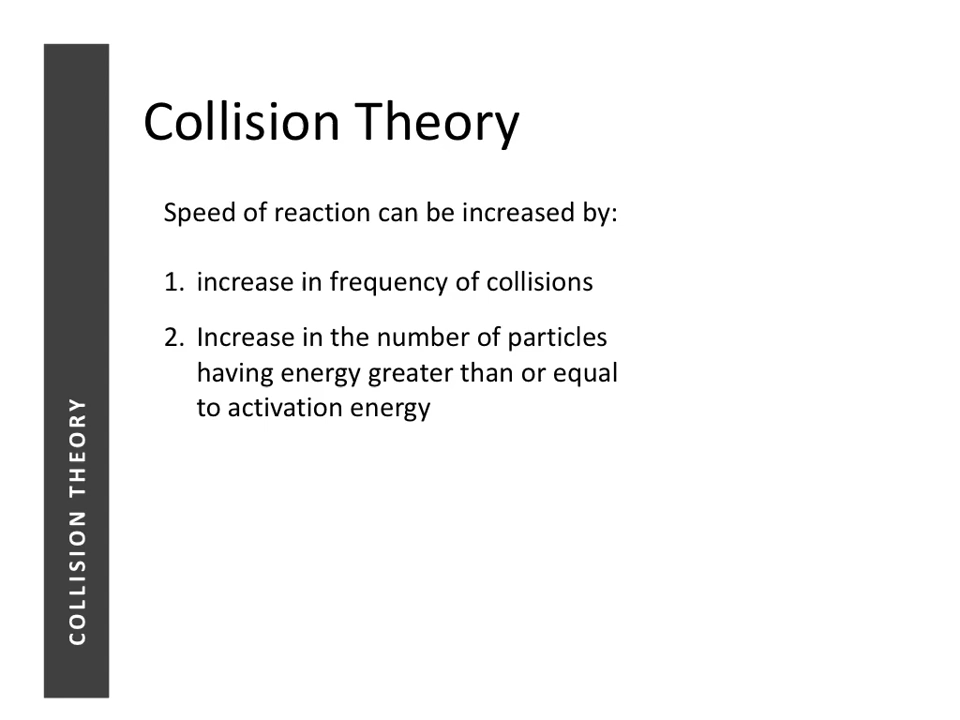 Collision Theory
Speed of reaction can be increased by:
1. increase in frequency of collisions
2. Increase in the number of particles
having energy greater than or equal
to activation energy
COLLISION THEORY